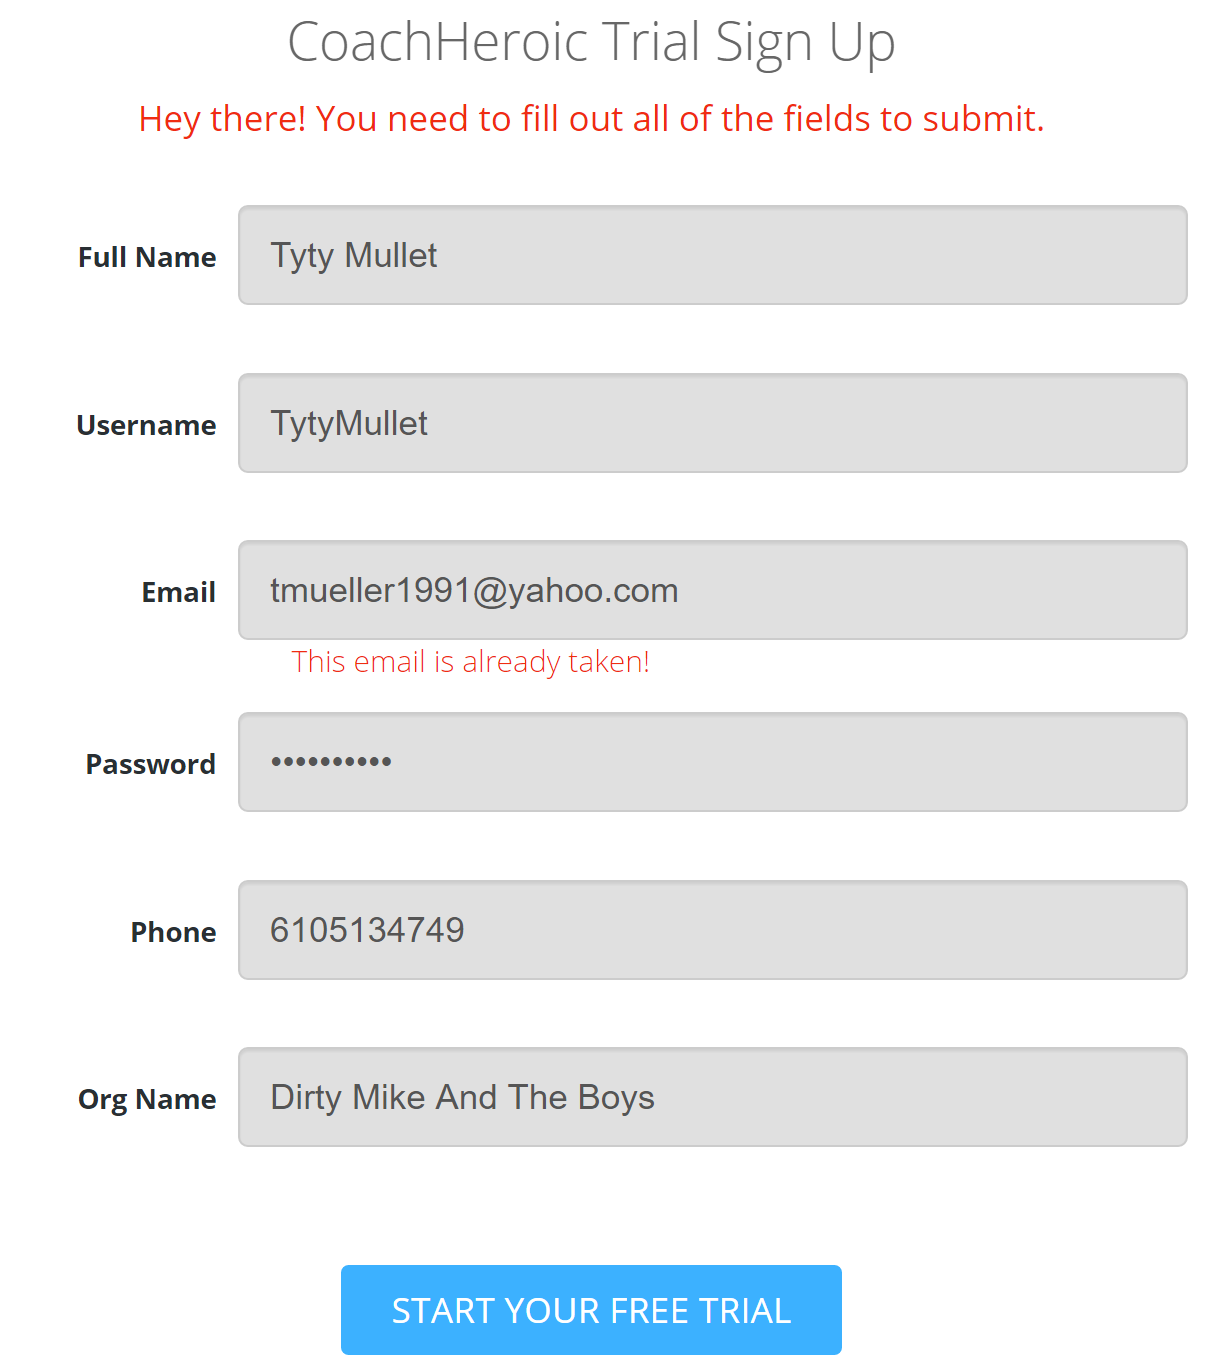 CoachHeroic Trial Sign Up
Hey there! You need to fill out all of the fields to submit.
Full Name Tyty Mullet
Username TytyMullet
Email tmueller1991@yahoo.com
This email is already taken!
Password ••••••••••
Phone 6105134749
Org Name Dirty Mike And The Boys
START YOUR FREE TRIAL